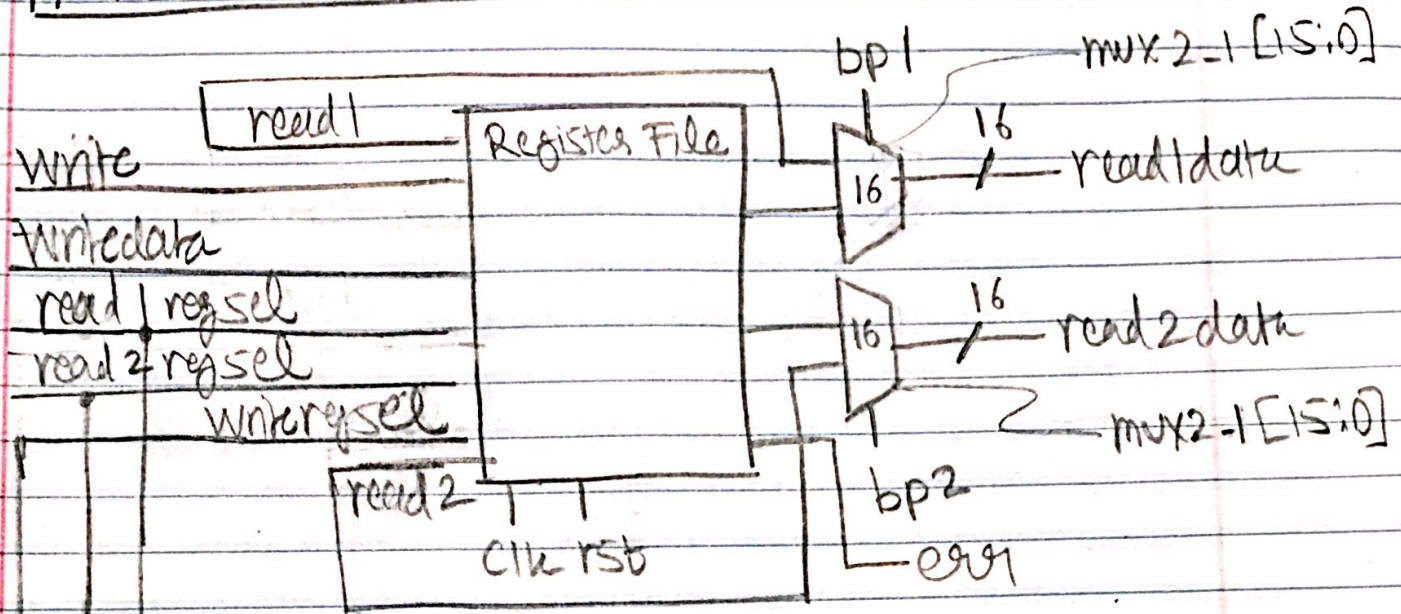 bp1
mux2-1 [15:0]
read1
Register File
16
write
16
read1data
writedata
read1regsel
16
16
read2data
read2regsel
writeregsel
mux2-1 [15:0]
read2
bp2
clk rst
err